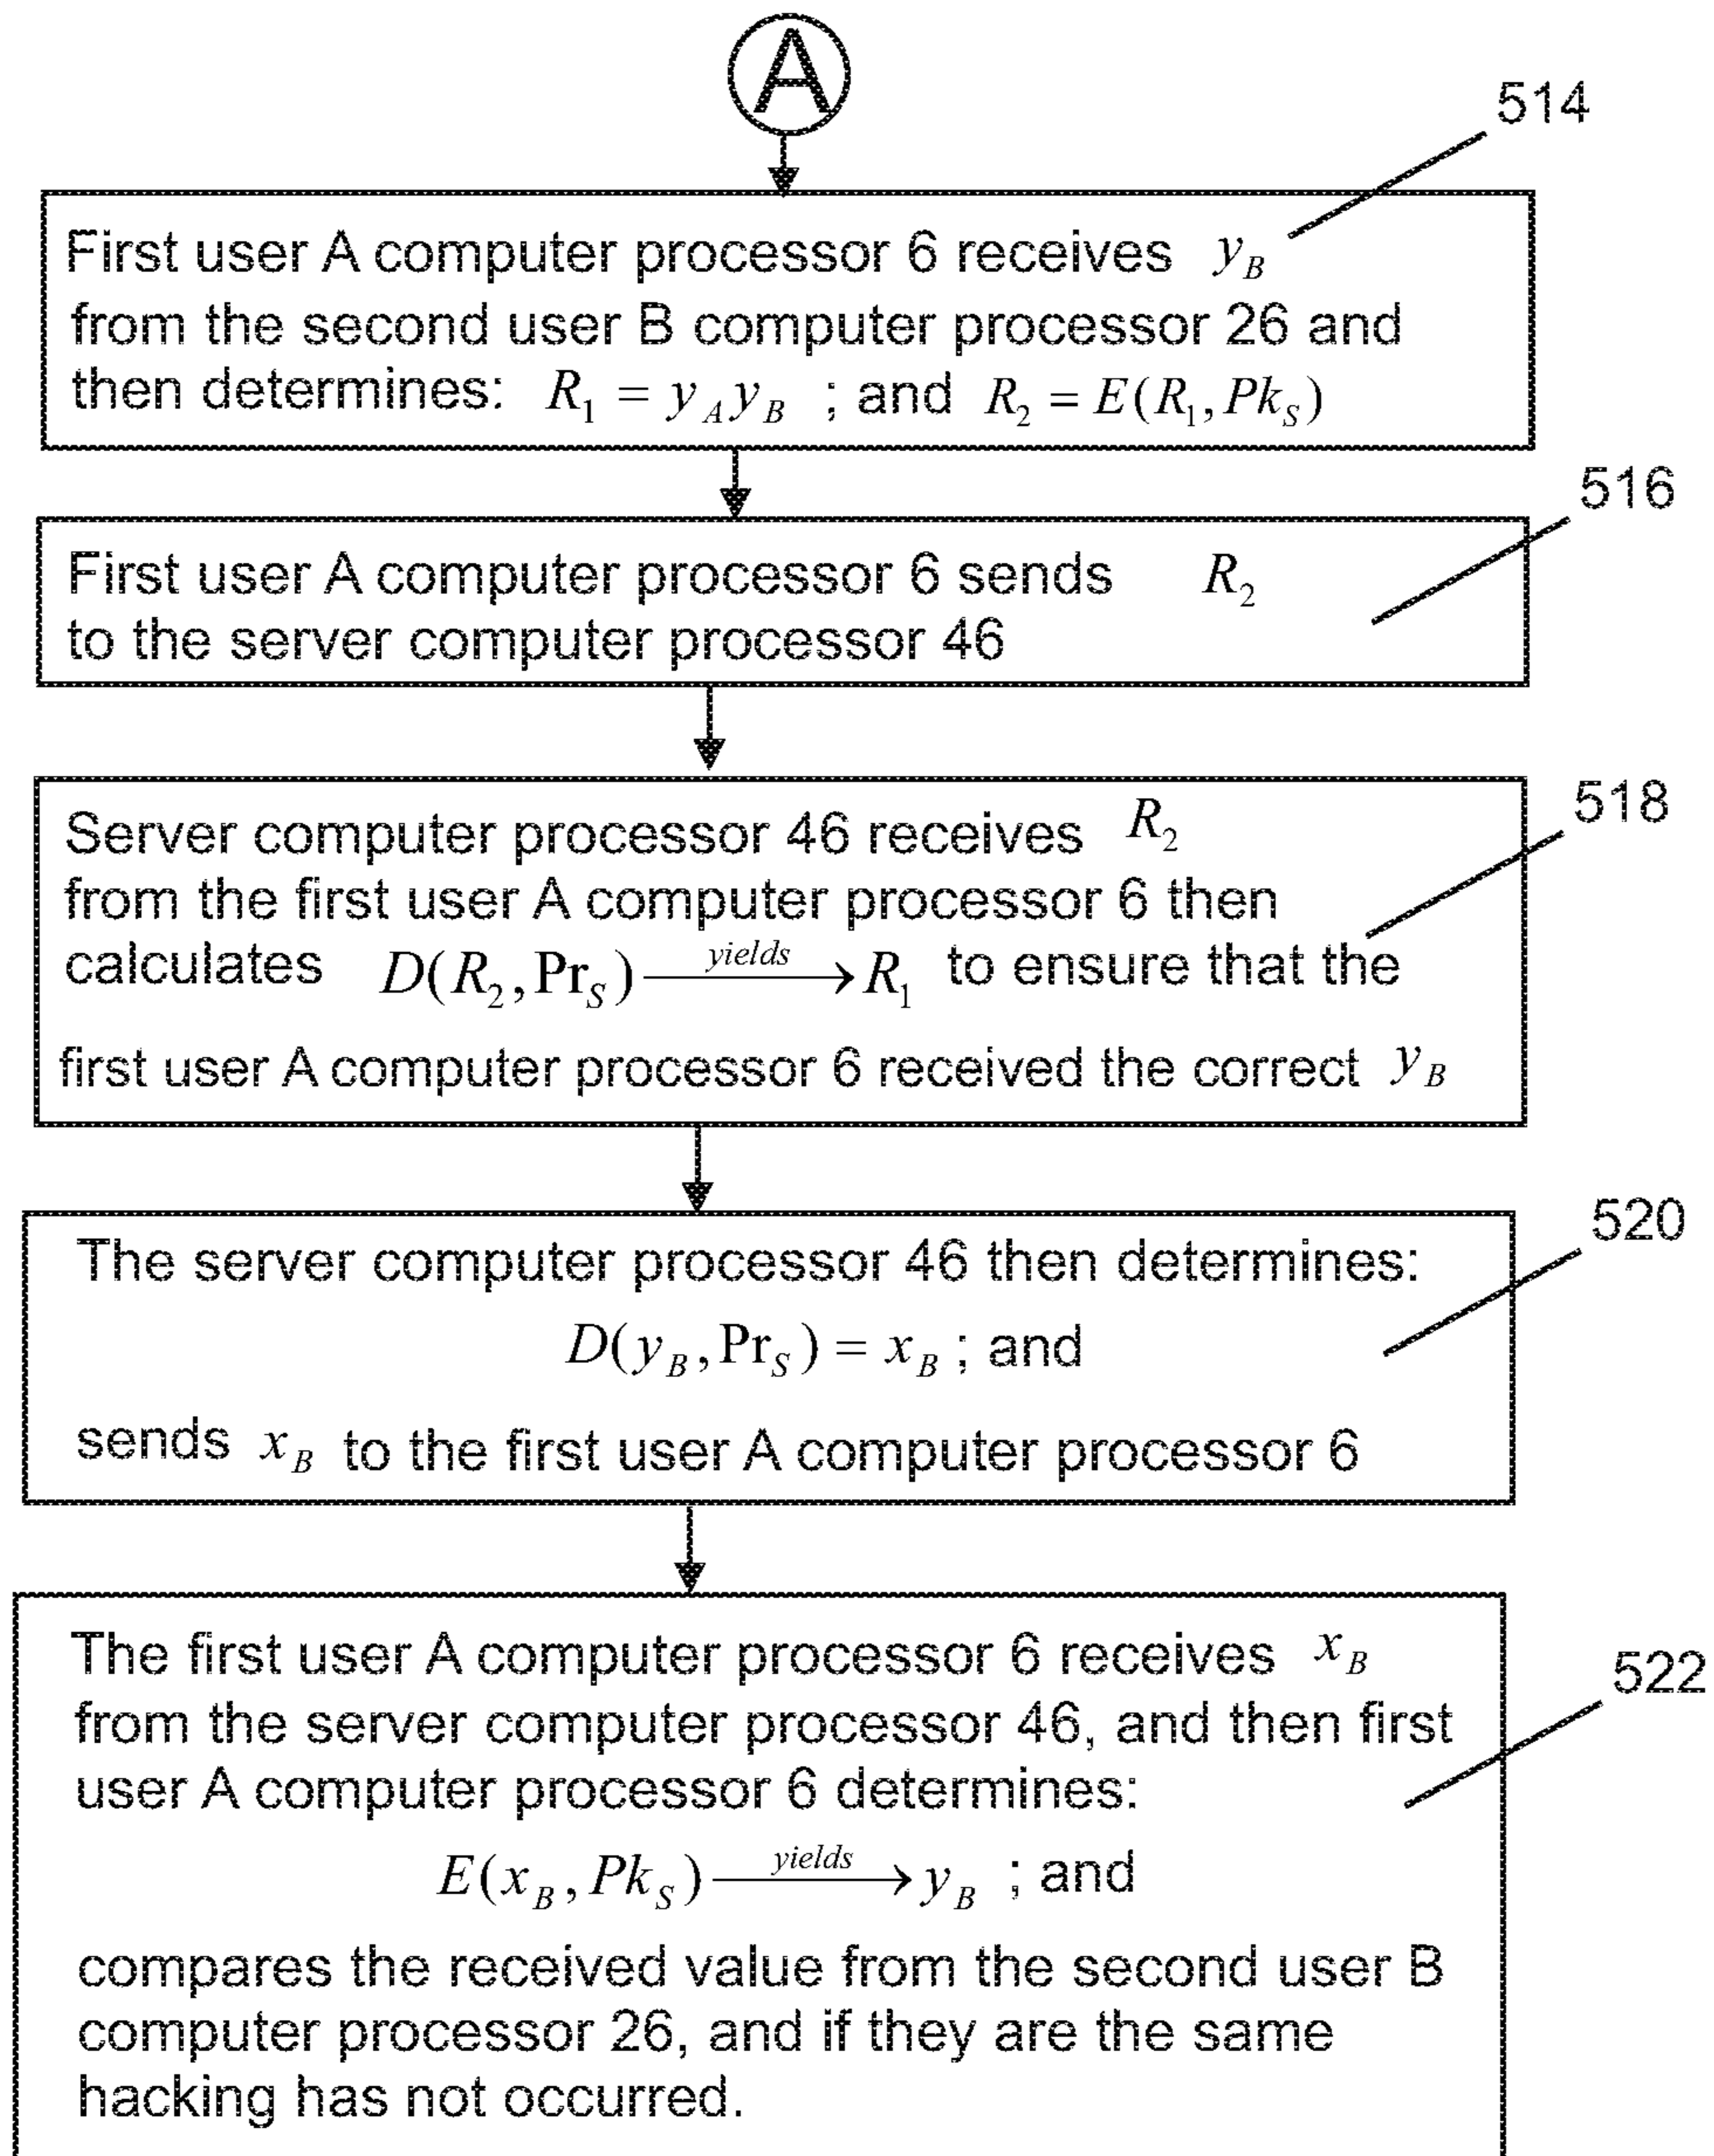 A
514
First user A computer processor 6 receives y_B
from the second user B computer processor 26 and
then determines: R_1 = y_A y_B ; and R_2 = E(R_1, Pk_S)
516
First user A computer processor 6 sends R_2
to the server computer processor 46
518
Server computer processor 46 receives R_2
from the first user A computer processor 6 then
calculates D(R_2, Pr_S) —yields→ R_1 to ensure that the
first user A computer processor 6 received the correct y_B
520
The server computer processor 46 then determines:
D(y_B, Pr_S) = x_B ; and
sends x_B to the first user A computer processor 6
522
The first user A computer processor 6 receives x_B
from the server computer processor 46, and then first
user A computer processor 6 determines:
E(x_B, Pk_S) —yields→ y_B ; and
compares the received value from the second user B
computer processor 26, and if they are the same
hacking has not occurred.